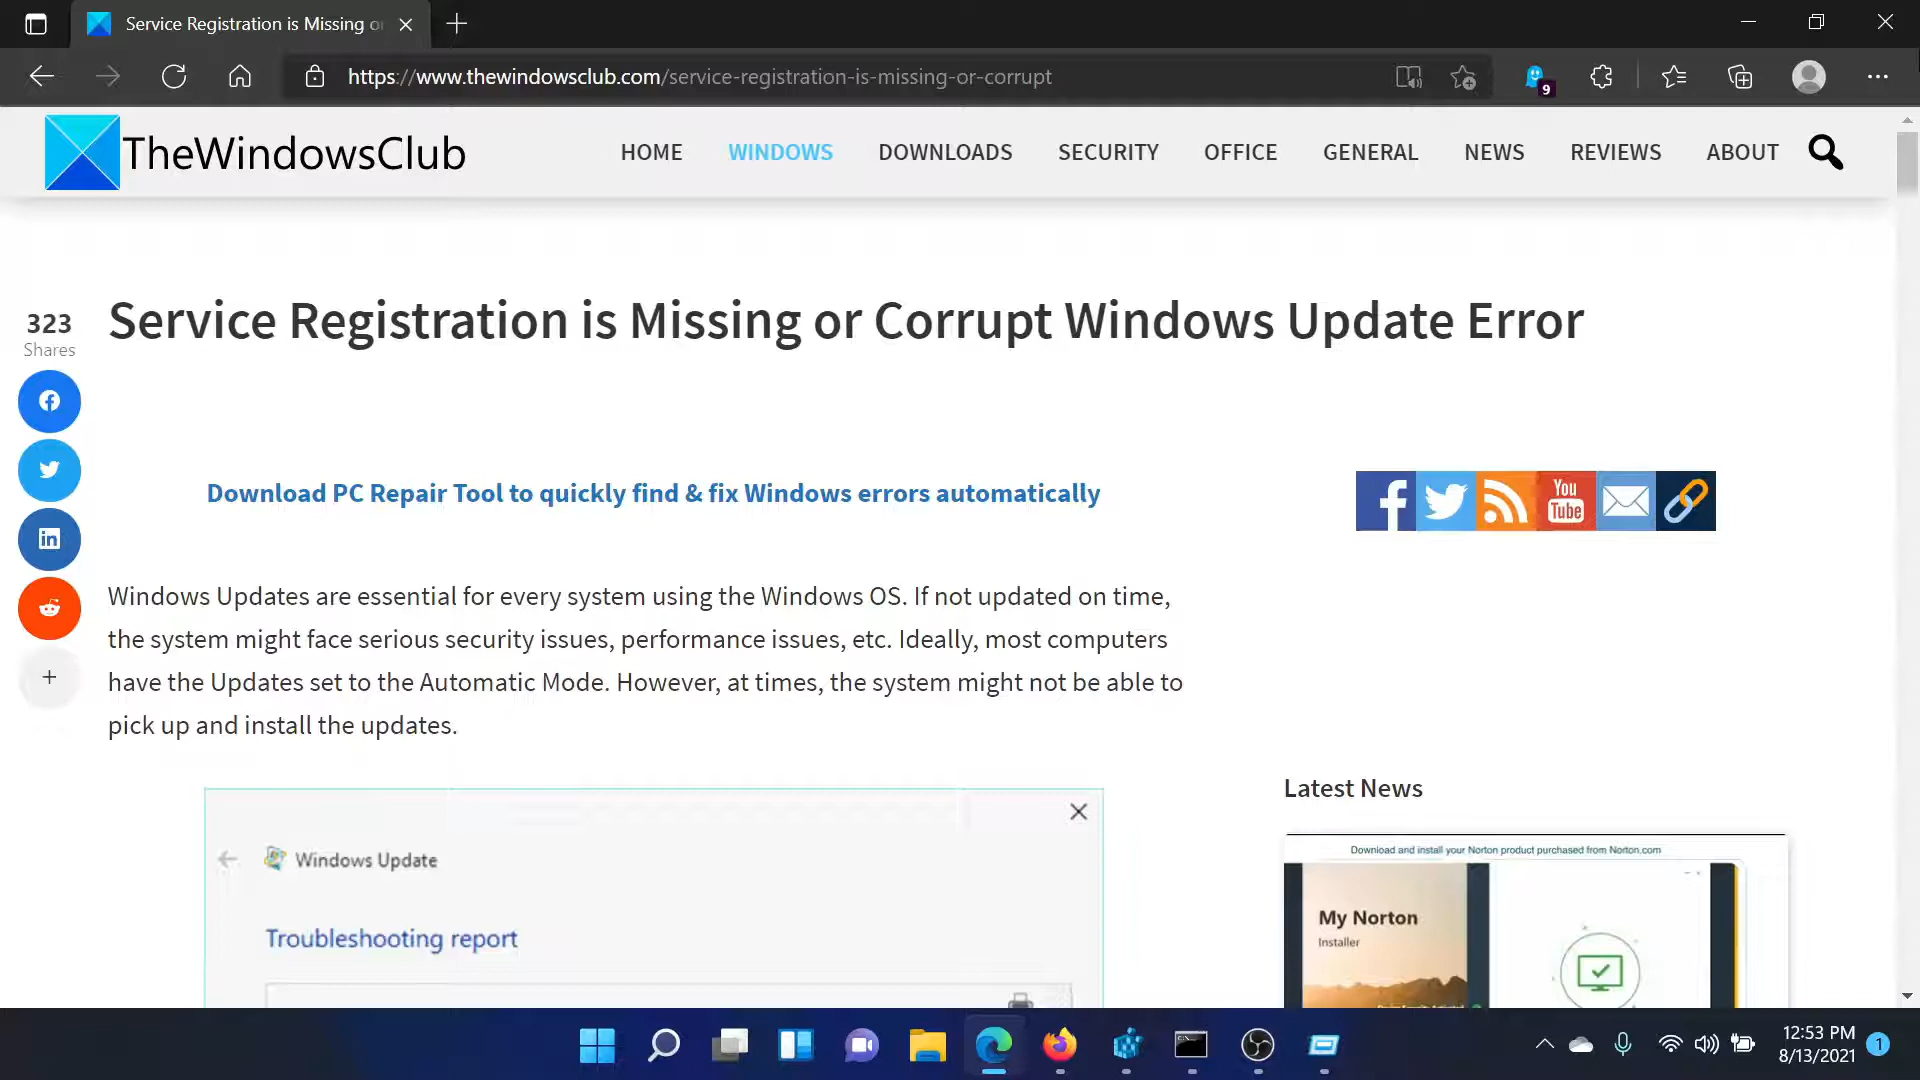 Service Registration is Missing o
https://www.thewindowsclub.com/service-registration-is-missing-or-corrupt
9
TheWindowsClub
HOME WINDOWS DOWNLOADS SECURITY OFFICE GENERAL NEWS REVIEWS ABOUT
Service Registration is Missing or Corrupt Windows Update Error
323
Shares
Download PC Repair Tool to quickly find & fix Windows errors automatically
You
Tube
Windows Updates are essential for every system using the Windows OS. If not updated on time,
the system might face serious security issues, performance issues, etc. Ideally, most computers
have the Updates set to the Automatic Mode. However, at times, the system might not be able to
pick up and install the updates.
Windows Update
Troubleshooting report
Latest News
Download and install your Norton product purchased from Norton.com
My Norton
Installer
12:53 PM
8/13/2021
1